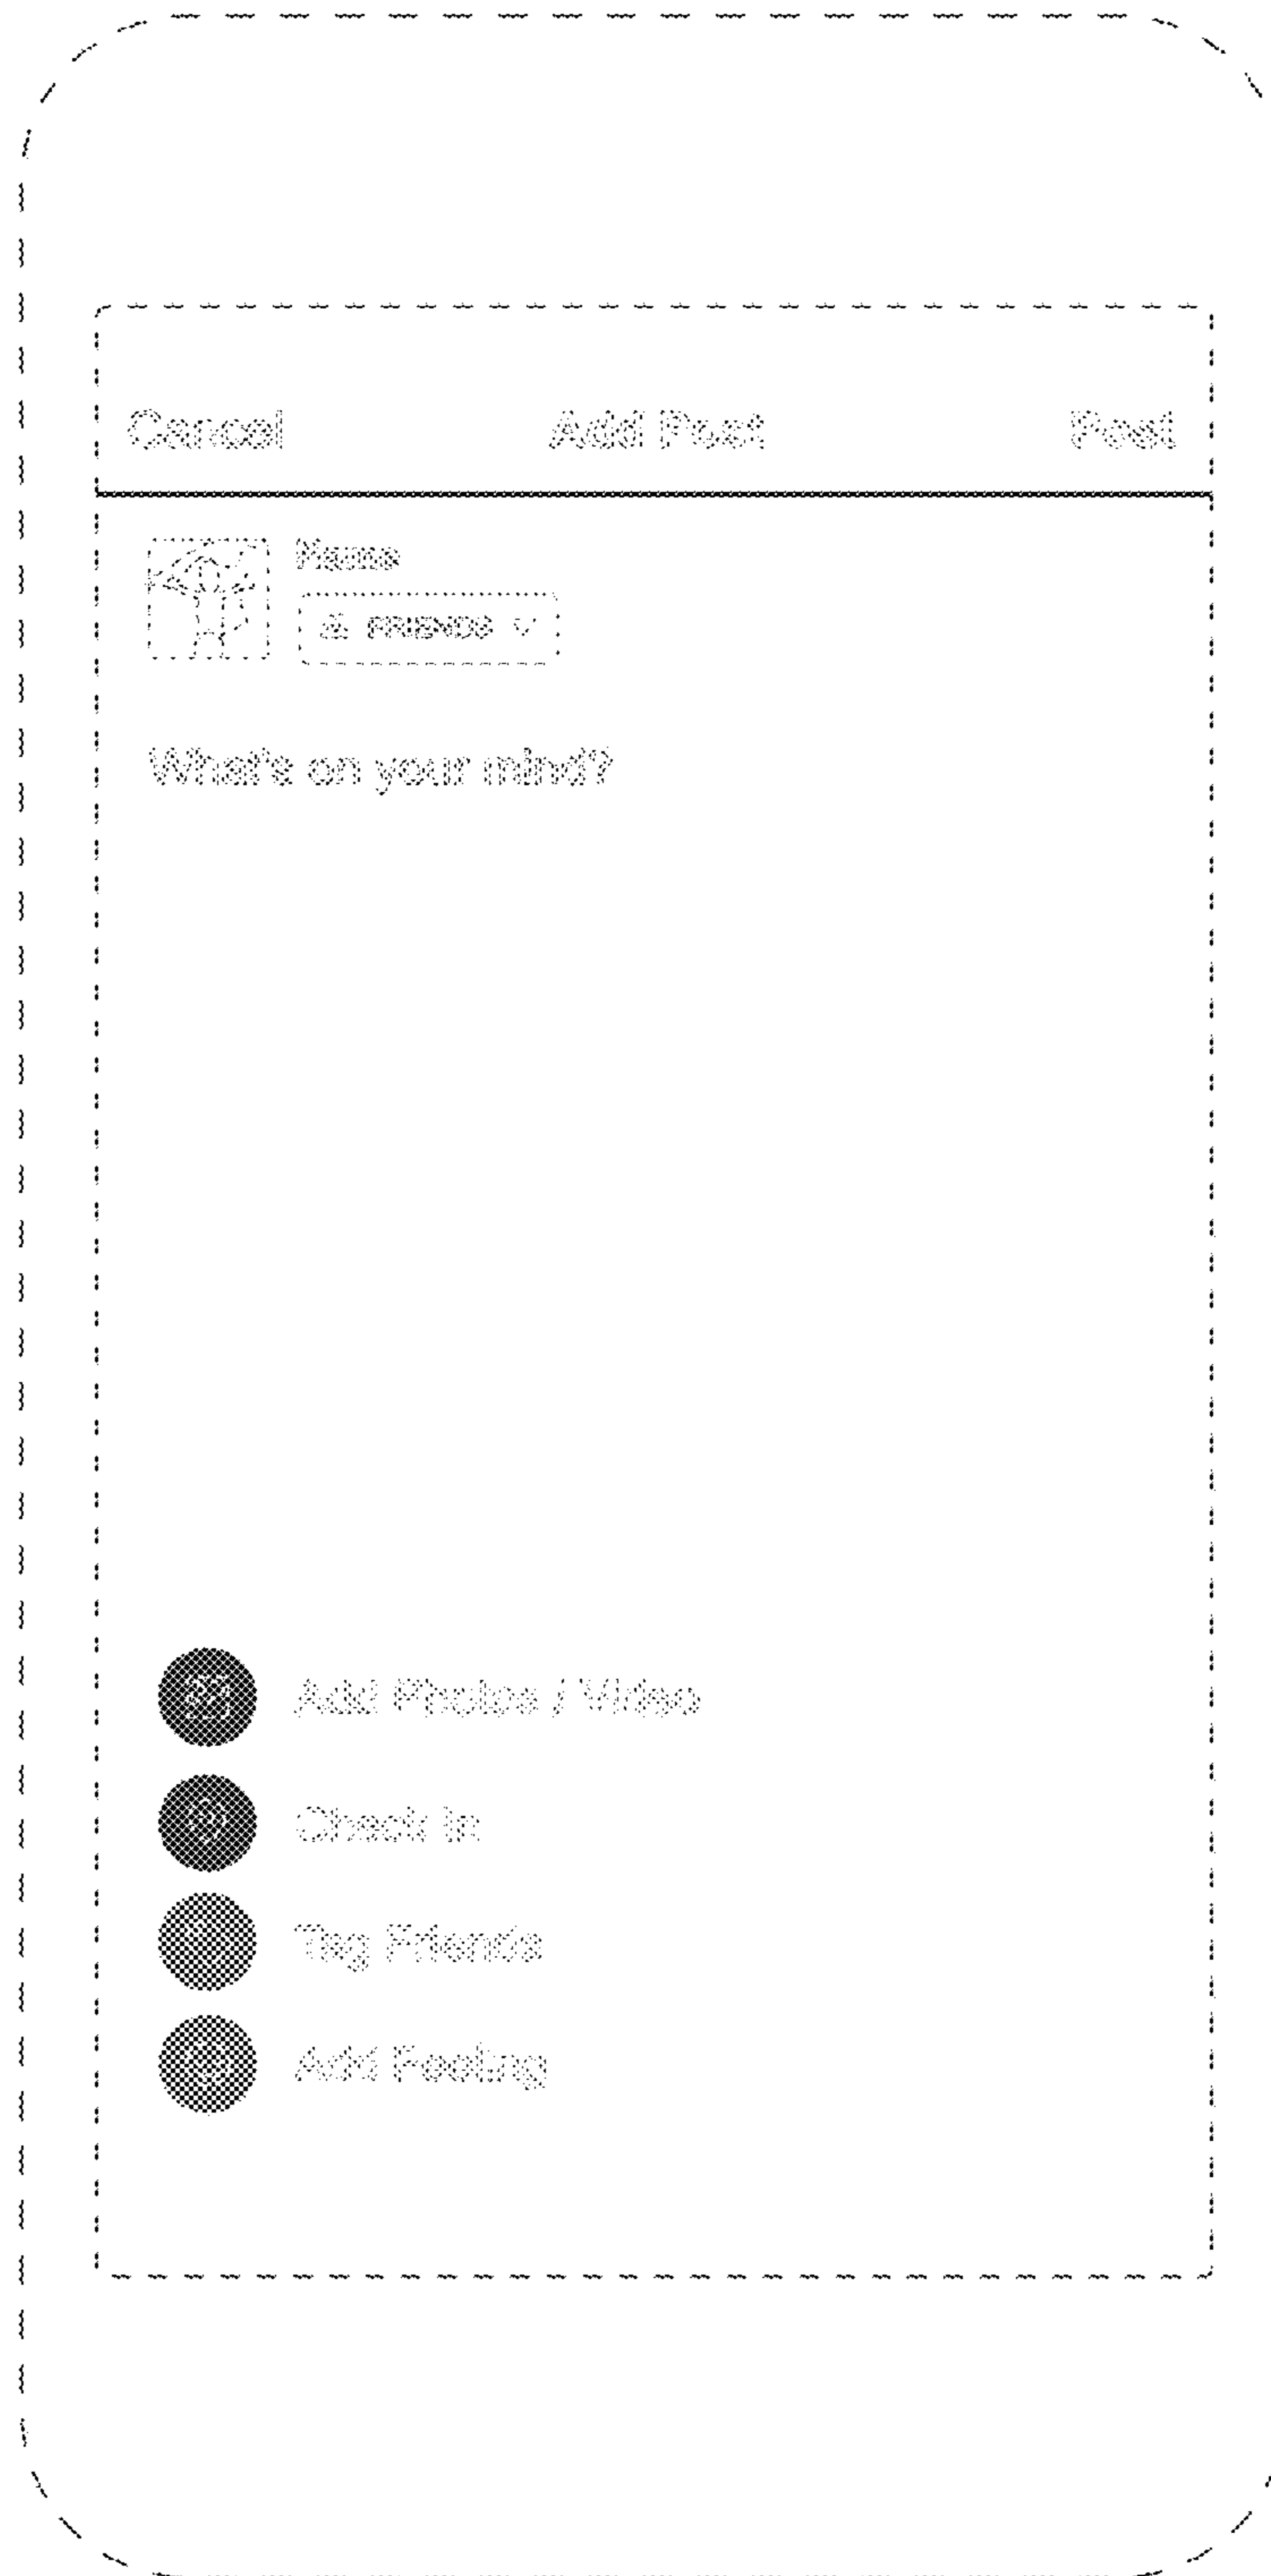 Cancel Add Post Post
Name
FRIENDS
What's on your mind?
Add Photos / Video
Check in
Tag Friends
Add Feeling